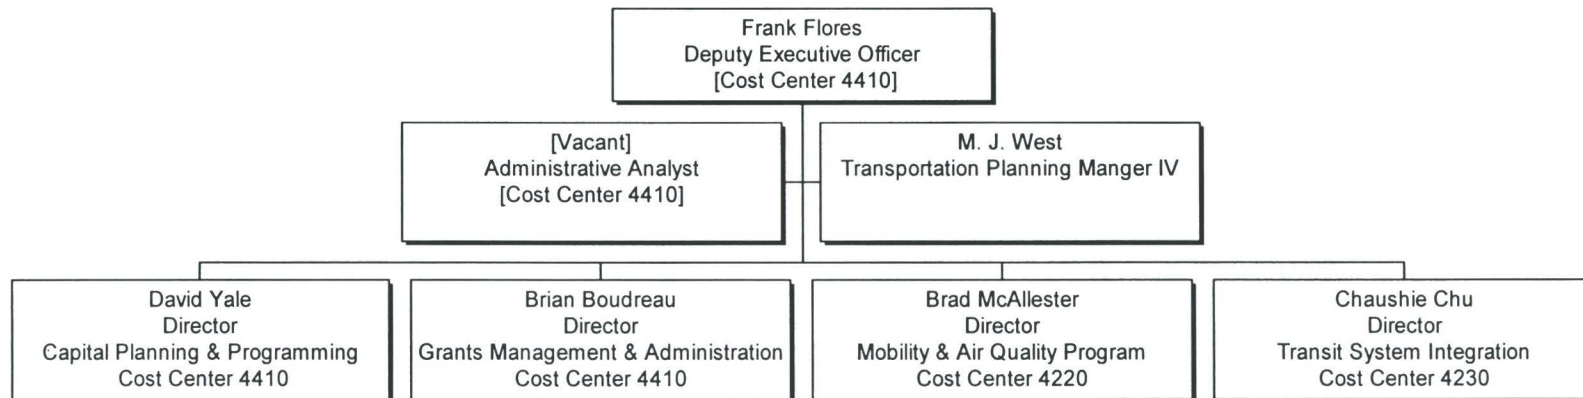 Frank Flores
Deputy Executive Officer
[Cost Center 4410]
[Vacant]
Administrative Analyst
[Cost Center 4410]
M. J. West
Transportation Planning Manger IV
David Yale
Director
Capital Planning & Programming
Cost Center 4410
Brian Boudreau
Director
Grants Management & Administration
Cost Center 4410
Brad McAllester
Director
Mobility & Air Quality Program
Cost Center 4220
Chaushie Chu
Director
Transit System Integration
Cost Center 4230